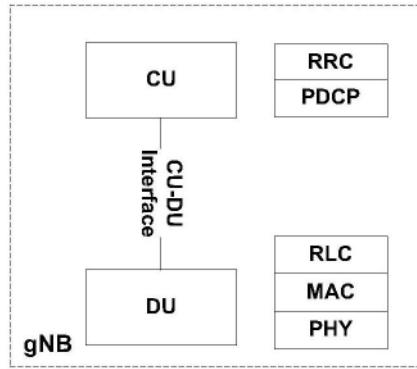 CU
RRC
PDCP
CU-DU
Interface
DU
RLC
MAC
PHY
gNB